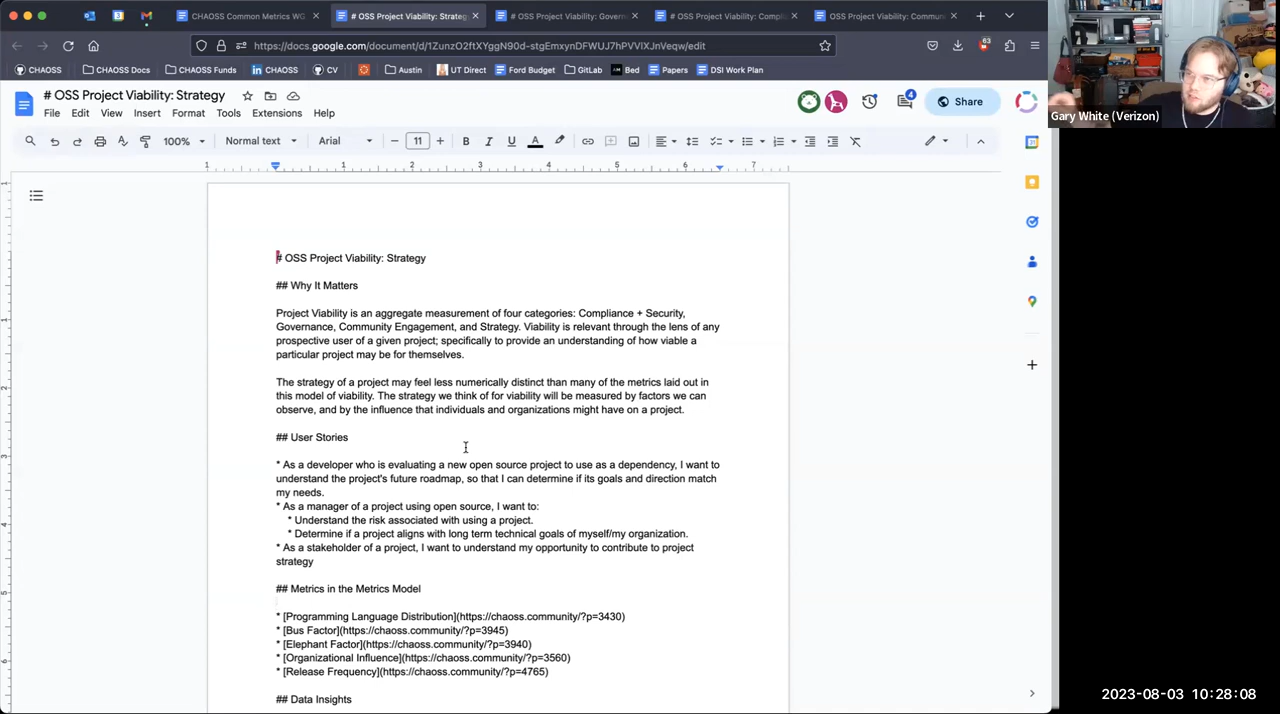 CHAOSS Common Metrics WG
# OSS Project Viability: Strateg
# OSS Project Viability: Govern
# OSS Project Viability: Compl
OSS Project Viability: Commun
https://docs.google.com/document/d/1ZunzO2ftXYggN90d-stgEmxynDFWUJ7hPVVlXJnVeqw/edit
63
CHAOSS
CHAOSS Docs
CHAOSS Funds
CHAOSS
CV
Austin
UT Direct
Ford Budget
GitLab
Bed
Papers
DSI Work Plan
# OSS Project Viability: Strategy
File Edit View Insert Format Tools Extensions Help
4
Share
100%
Normal text
Arial
11
Gary White (Verizon)
1 1 2 3 4 5 6 7
# OSS Project Viability: Strategy
## Why It Matters
Project Viability is an aggregate measurement of four categories: Compliance + Security,
Governance, Community Engagement, and Strategy. Viability is relevant through the lens of any
prospective user of a given project; specifically to provide an understanding of how viable a
particular project may be for themselves.
The strategy of a project may feel less numerically distinct than many of the metrics laid out in
this model of viability. The strategy we think of for viability will be measured by factors we can
observe, and by the influence that individuals and organizations might have on a project.
## User Stories
* As a developer who is evaluating a new open source project to use as a dependency, I want to
understand the project's future roadmap, so that I can determine if its goals and direction match
my needs.
* As a manager of a project using open source, I want to:
* Understand the risk associated with using a project.
* Determine if a project aligns with long term technical goals of myself/my organization.
* As a stakeholder of a project, I want to understand my opportunity to contribute to project
strategy
## Metrics in the Metrics Model
* [Programming Language Distribution](https://chaoss.community/?p=3430)
* [Bus Factor](https://chaoss.community/?p=3945)
* [Elephant Factor](https://chaoss.community/?p=3940)
* [Organizational Influence](https://chaoss.community/?p=3560)
* [Release Frequency](https://chaoss.community/?p=4765)
## Data Insights
2023-08-03 10:28:08